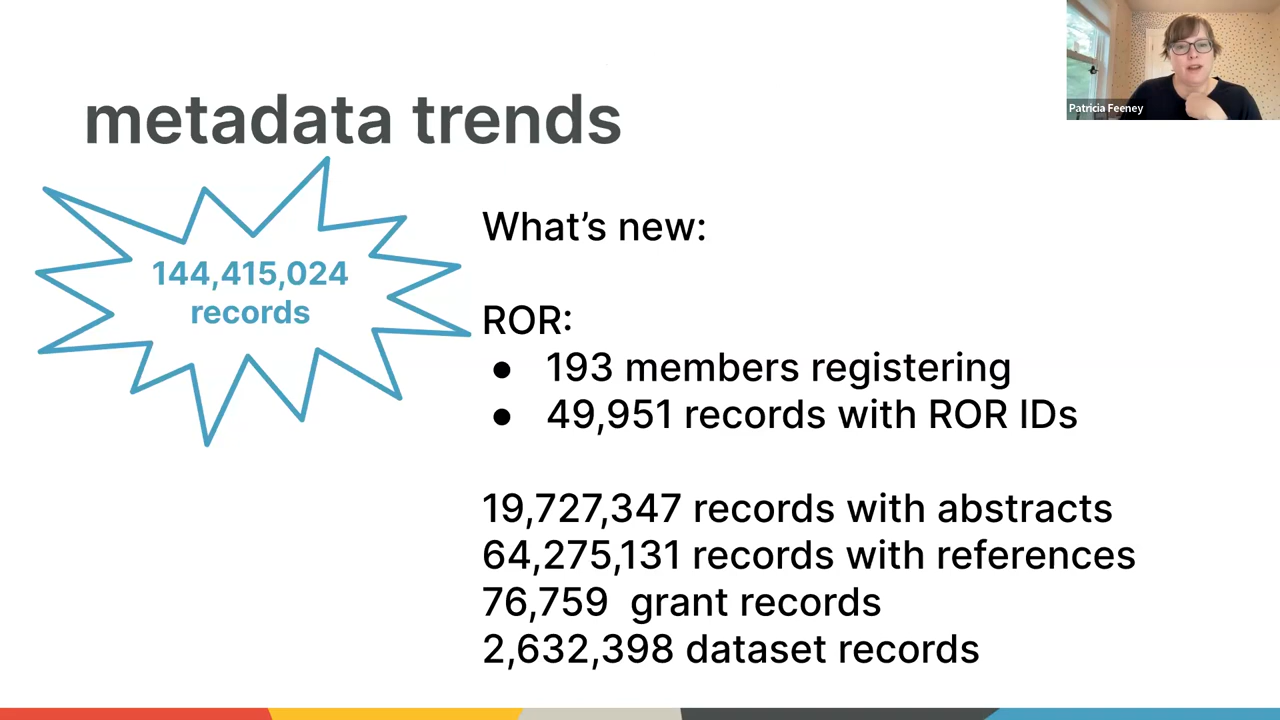 Patricia Feeney
metadata trends
144,415,024
records
What’s new:
ROR:
● 193 members registering
● 49,951 records with ROR IDs
19,727,347 records with abstracts
64,275,131 records with references
76,759 grant records
2,632,398 dataset records